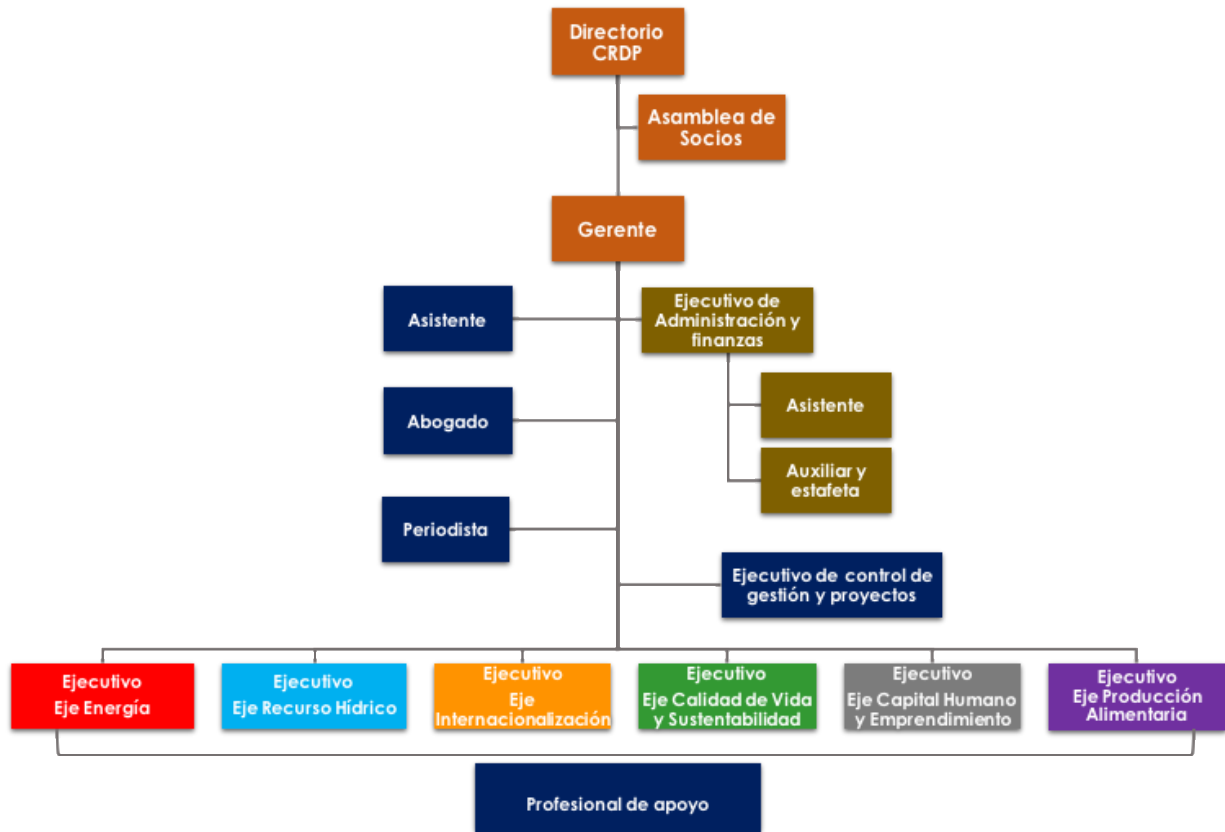 Directorio
CRDP
Asamblea de
Socios
Gerente
Asistente
Ejecutivo de
Administración y
finanzas
Abogado
Asistente
Auxiliar y
estafeta
Periodista
Ejecutivo de control de
gestión y proyectos
Ejecutivo
Eje Energía
Ejecutivo
Eje Recurso Hídrico
Ejecutivo
Eje
Internacionalización
Ejecutivo
Eje Calidad de Vida
y Sustentabilidad
Ejecutivo
Eje Capital Humano
y Emprendimiento
Ejecutivo
Eje Producción
Alimentaria
Profesional de apoyo